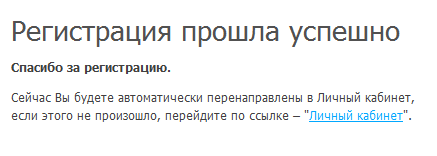 Регистрация прошла успешно
Спасибо за регистрацию.
Сейчас Вы будете автоматически перенаправлены в Личный кабинет,
если этого не произошло, перейдите по ссылке – "Личный кабинет".